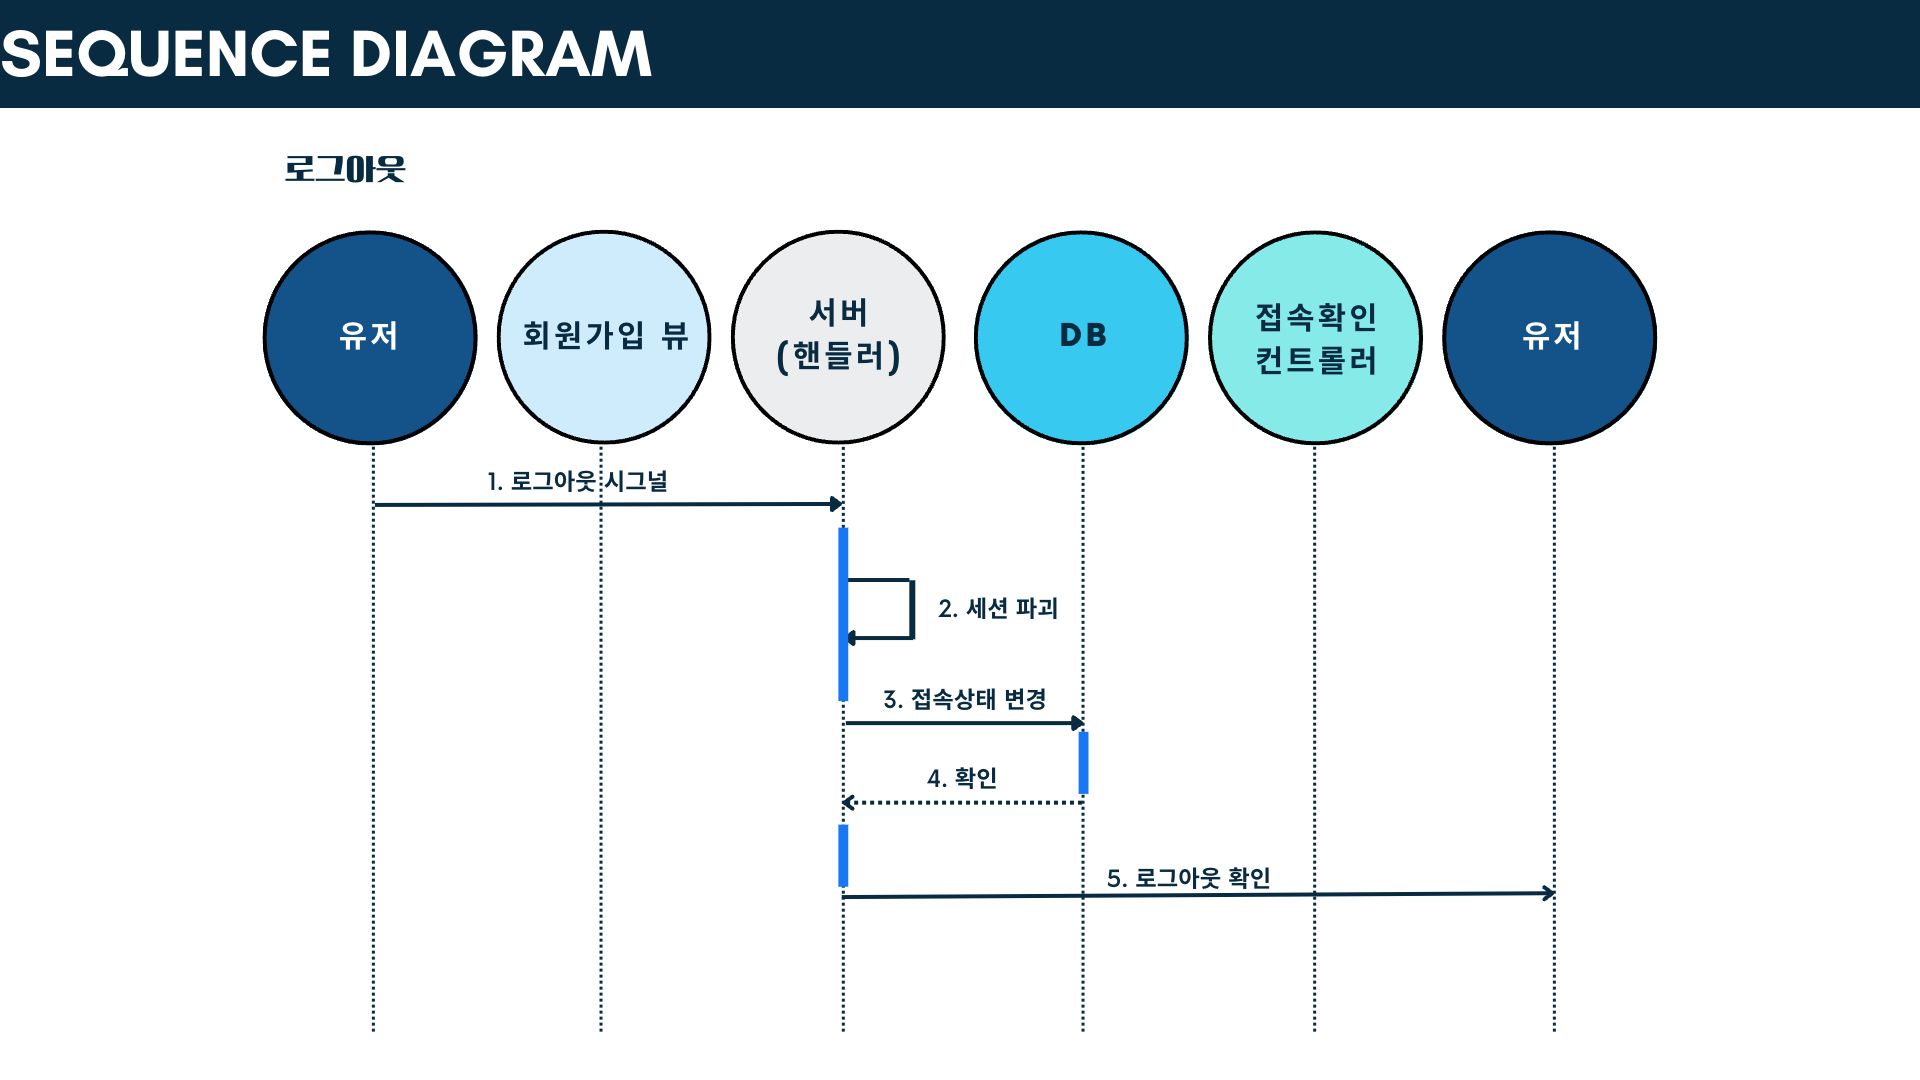 SEQUENCE DIAGRAM
로그아웃
유저
회원가입 뷰
서버
(핸들러)
DB
접속확인
컨트롤러
유저
1. 로그아웃 시그널
2. 세션 파괴
3. 접속상태 변경
4. 확인
5. 로그아웃 확인